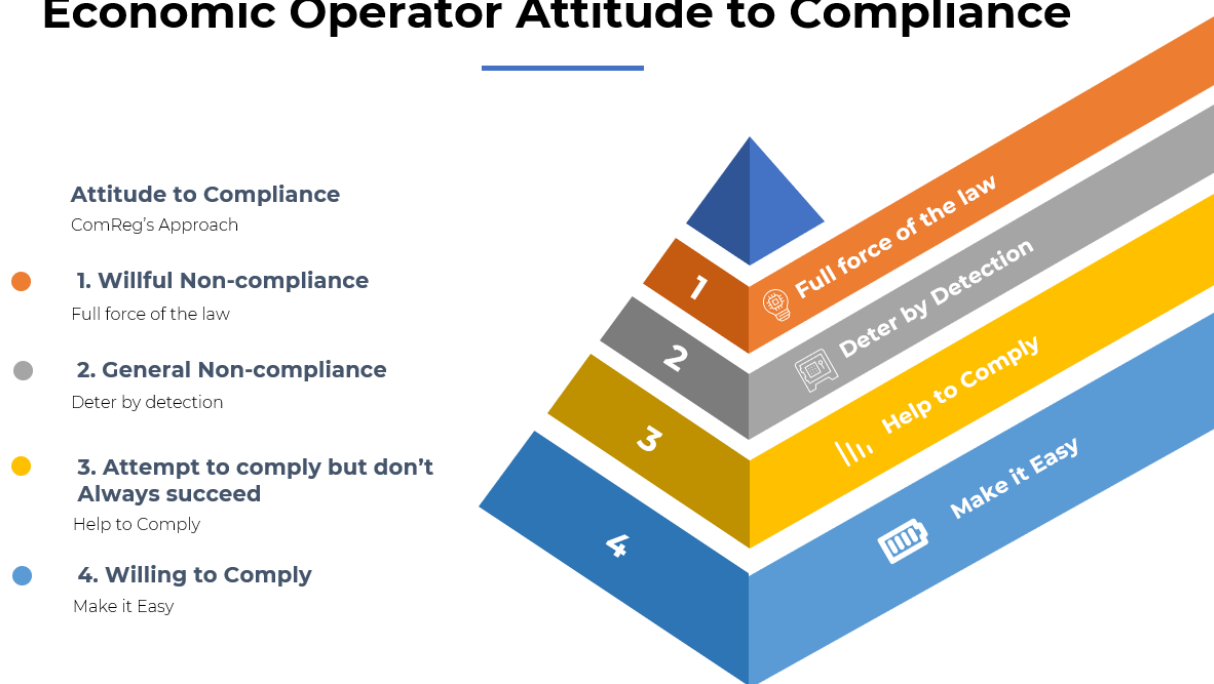 Economic Operator Attitude to Compliance
Attitude to Compliance
ComReg's Approach
1. Willful Non-compliance
Full force of the law
2. General Non-compliance
Deter by detection
3. Attempt to comply but don't
Always succeed
Help to Comply
4. Willing to Comply
Make it Easy
1
Full force of the law
2
Deter by Detection
3
Help to Comply
4
Make it Easy